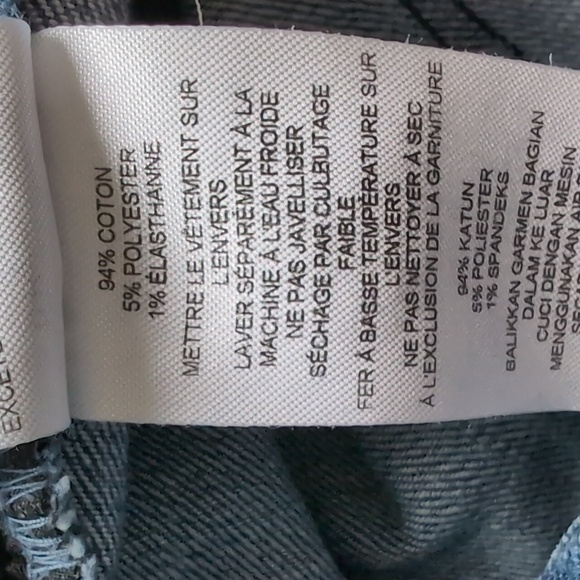 94% COTON
5% POLYESTER
1% ÉLASTHANNE
METTRE LE VÊTEMENT SUR
L'ENVERS
LAVER SÉPARÉMENT À LA
MACHINE À L'EAU FROIDE
NE PAS JAVELLISER
SÉCHAGE PAR CULBUTAGE
FAIBLE
FER À BASSE TEMPÉRATURE SUR
L'ENVERS
NE PAS NETTOYER À SEC
À L'EXCLUSION DE LA GARNITURE
94% KATUN
5% POLIESTER
1% SPANDEKS
BALIKKAN GARMEN BAGIAN
DALAM KE LUAR
CUCI DENGAN MESIN